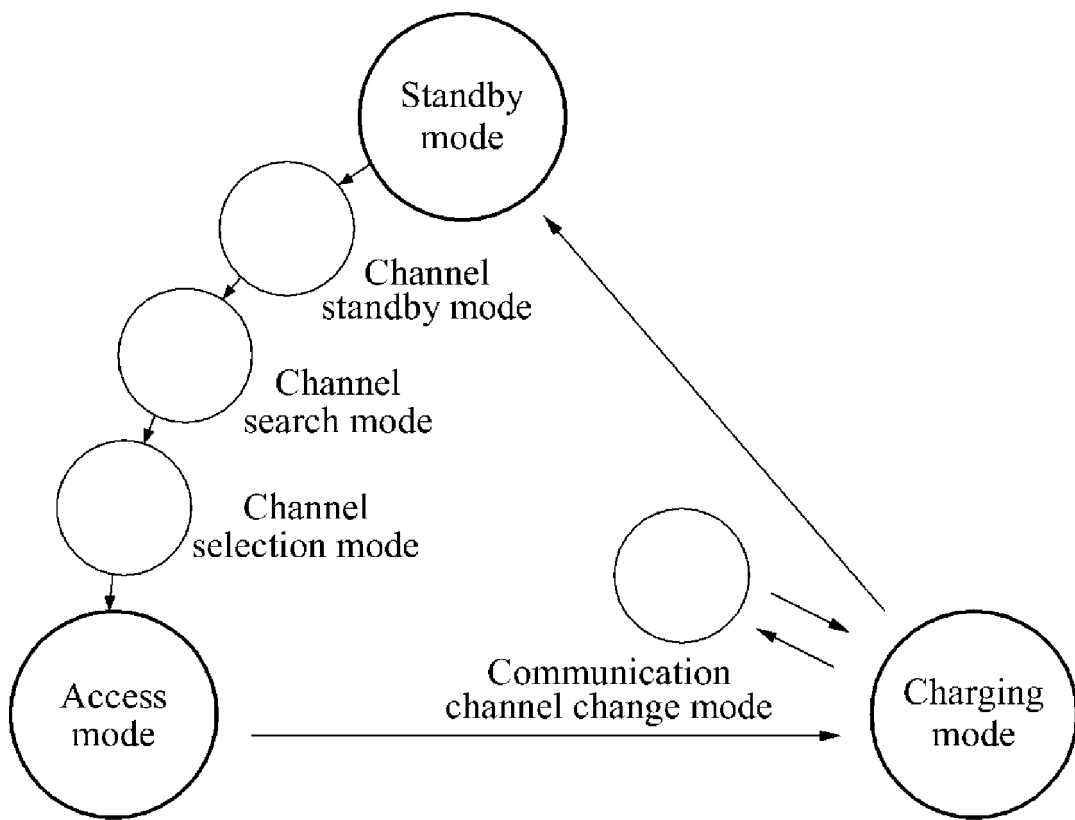 Standby
mode
Channel
standby mode
Channel
search mode
Channel
selection mode
Access
mode
Communication
channel change mode
Charging
mode